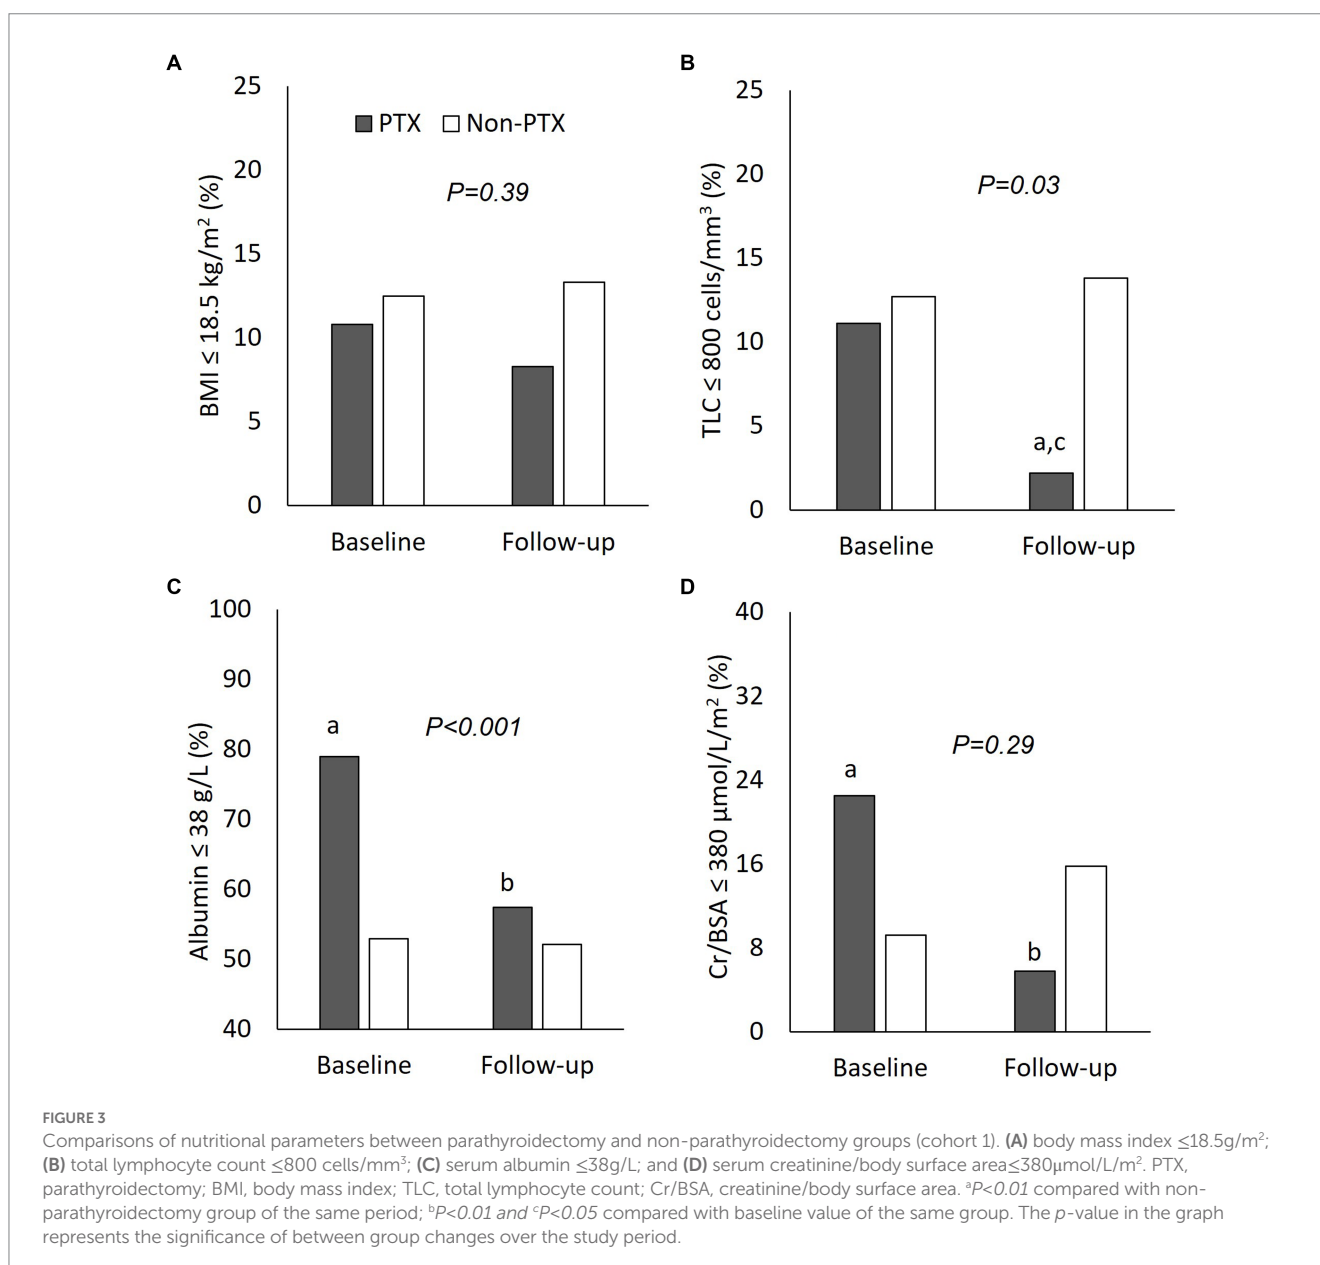 A
25
20
15
10
5
0
BMI ≤ 18.5 kg/m² (%)
PTX Non-PTX
P=0.39
Baseline Follow-up
B
25
20
15
10
5
0
TLC ≤ 800 cells/mm³ (%)
P=0.03
a,c
Baseline Follow-up
C
100
90
80
70
60
50
40
Albumin ≤ 38 g/L (%)
P<0.001
a
b
Baseline Follow-up
D
40
32
24
16
8
0
Cr/BSA ≤ 380 µmol/L/m² (%)
P=0.29
a
b
Baseline Follow-up
FIGURE 3
Comparisons of nutritional parameters between parathyroidectomy and non-parathyroidectomy groups (cohort 1). (A) body mass index ≤18.5g/m²;
(B) total lymphocyte count ≤800 cells/mm³; (C) serum albumin ≤38g/L; and (D) serum creatinine/body surface area≤380µmol/L/m². PTX,
parathyroidectomy; BMI, body mass index; TLC, total lymphocyte count; Cr/BSA, creatinine/body surface area. ᵃP<0.01 compared with non-
parathyroidectomy group of the same period; ᵇP<0.01 and ᶜP<0.05 compared with baseline value of the same group. The p-value in the graph
represents the significance of between group changes over the study period.